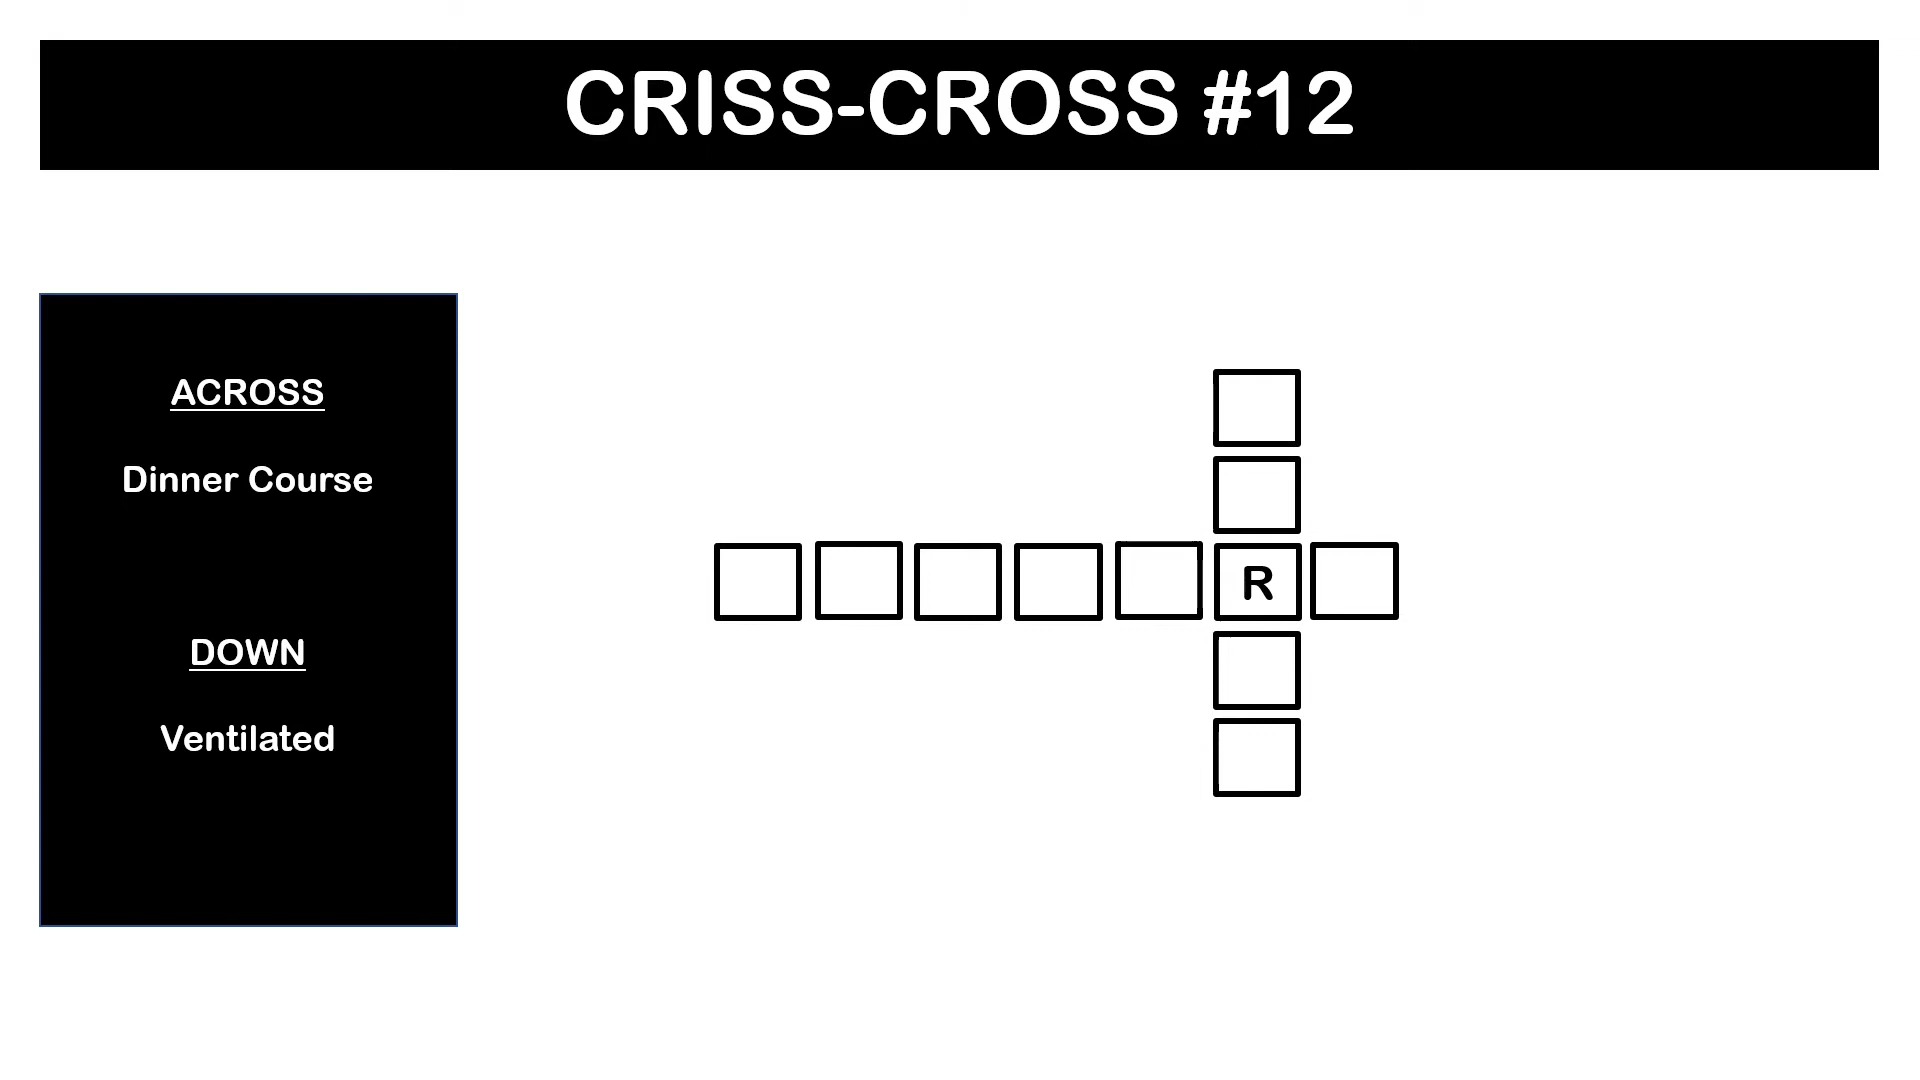 CRISS-CROSS #12
ACROSS
Dinner Course
DOWN
Ventilated
R